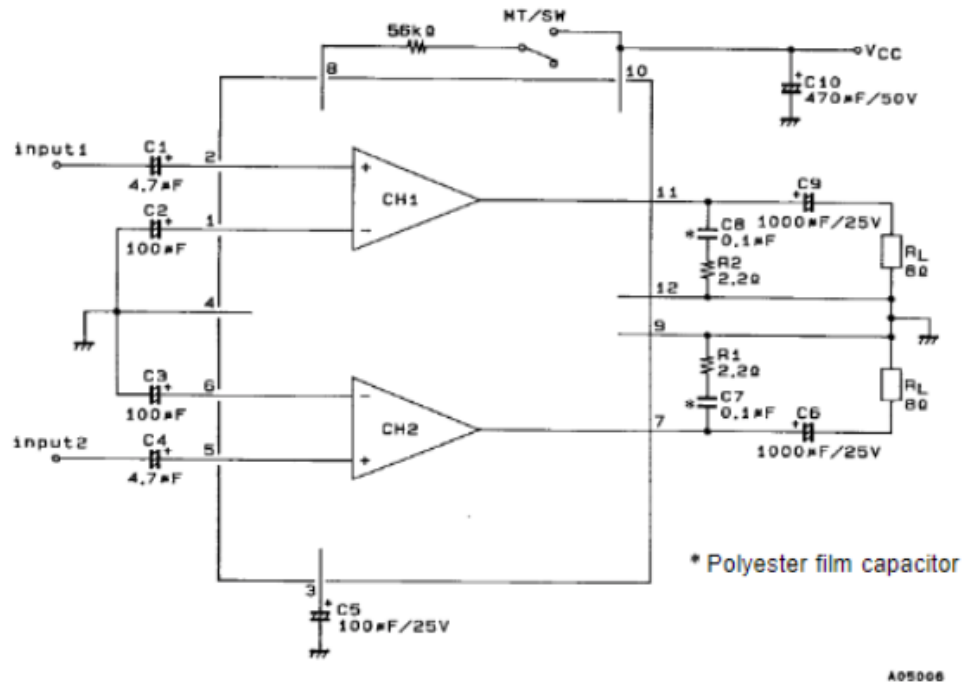 MT/SW
56kΩ
VCC
8
10
C10
470µF/50V
input1
C1
2
4.7µF
C2
1
100µF
CH1
11
C9
1000µF/25V
* C8
0.1µF
R2
2.2Ω
RL
8Ω
4
12
9
C3
6
100µF
R1
2.2Ω
* C7
0.1µF
RL
8Ω
input2
C4
5
4.7µF
CH2
7
C6
1000µF/25V
* Polyester film capacitor
3
C5
100µF/25V
A05008
+
-
-
+
+
+
+
+
+
+
+
+